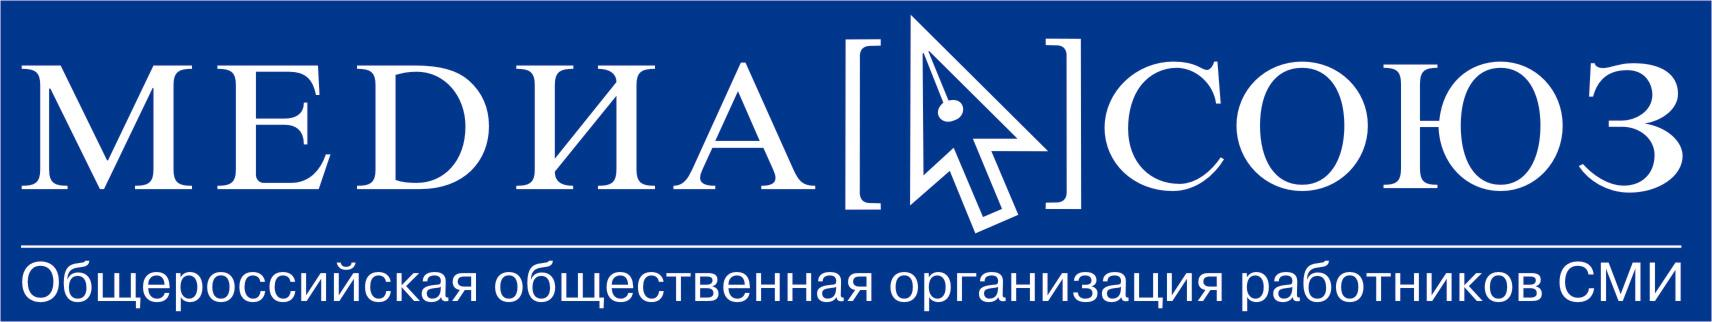 МЕDИА[]СОЮЗ
Общероссийская общественная организация работников СМИ